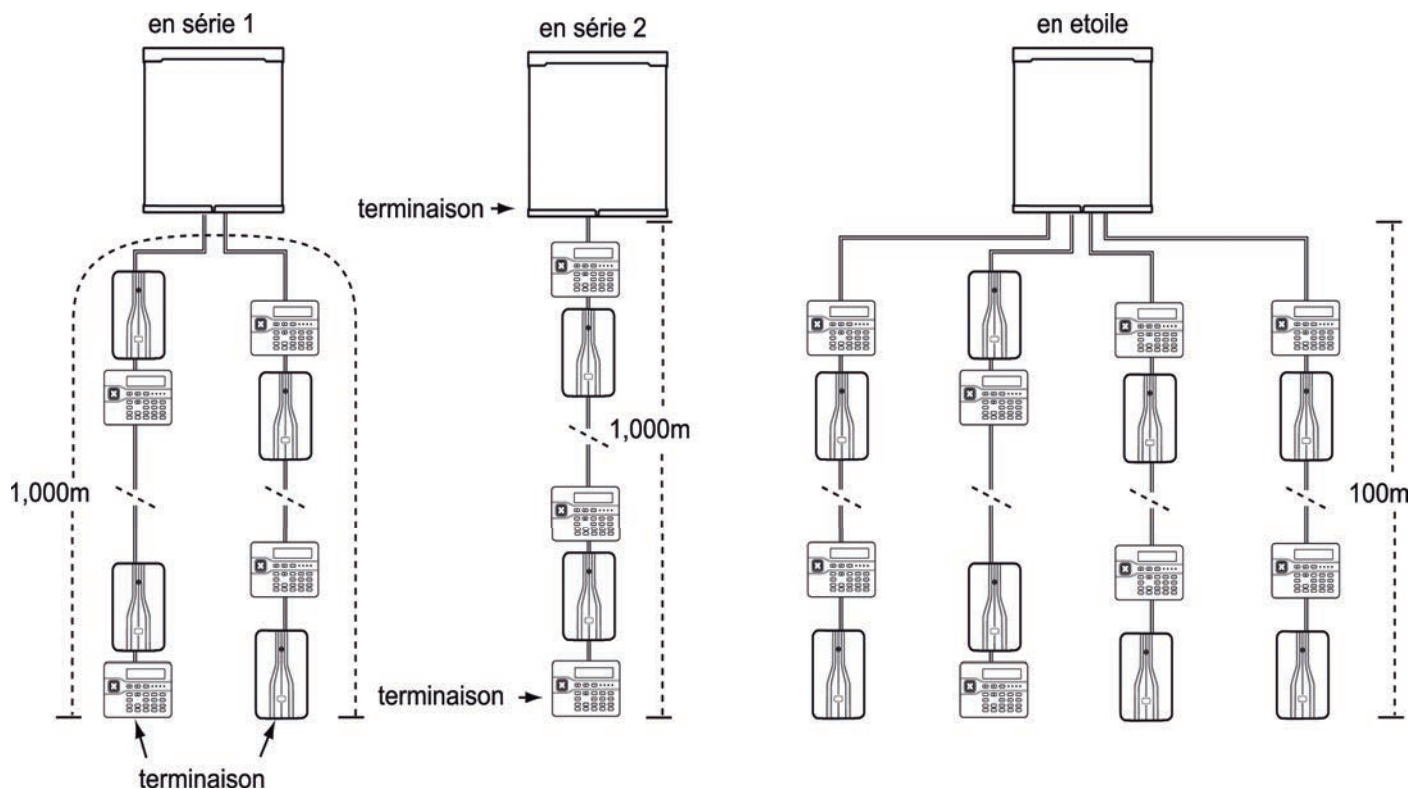 en série 1
en série 2
en etoile
terminaison
1,000m
1,000m
100m
terminaison
terminaison